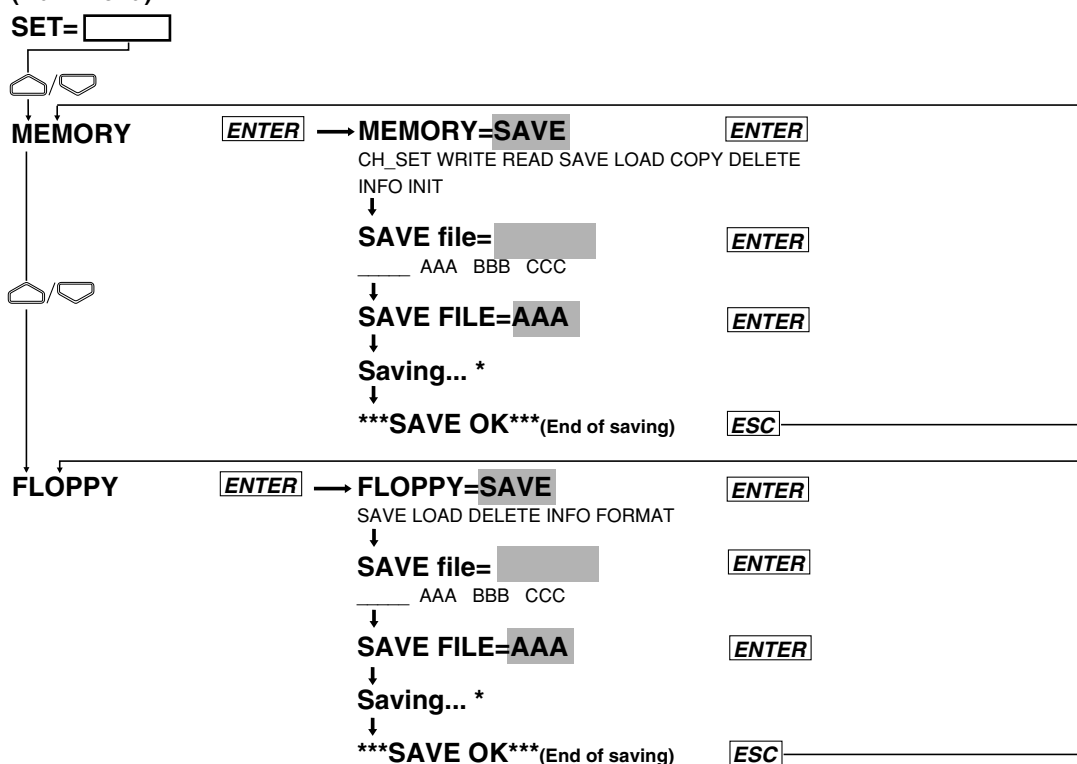 SET=
MEMORY ENTER MEMORY=SAVE ENTER
CH_SET WRITE READ SAVE LOAD COPY DELETE
INFO INIT
SAVE file= ENTER
_____ AAA BBB CCC
/
SAVE FILE=AAA ENTER
Saving... *
***SAVE OK***(End of saving) ESC
FLOPPY ENTER FLOPPY=SAVE ENTER
SAVE LOAD DELETE INFO FORMAT
SAVE file= ENTER
_____ AAA BBB CCC
SAVE FILE=AAA ENTER
Saving... *
***SAVE OK***(End of saving) ESC